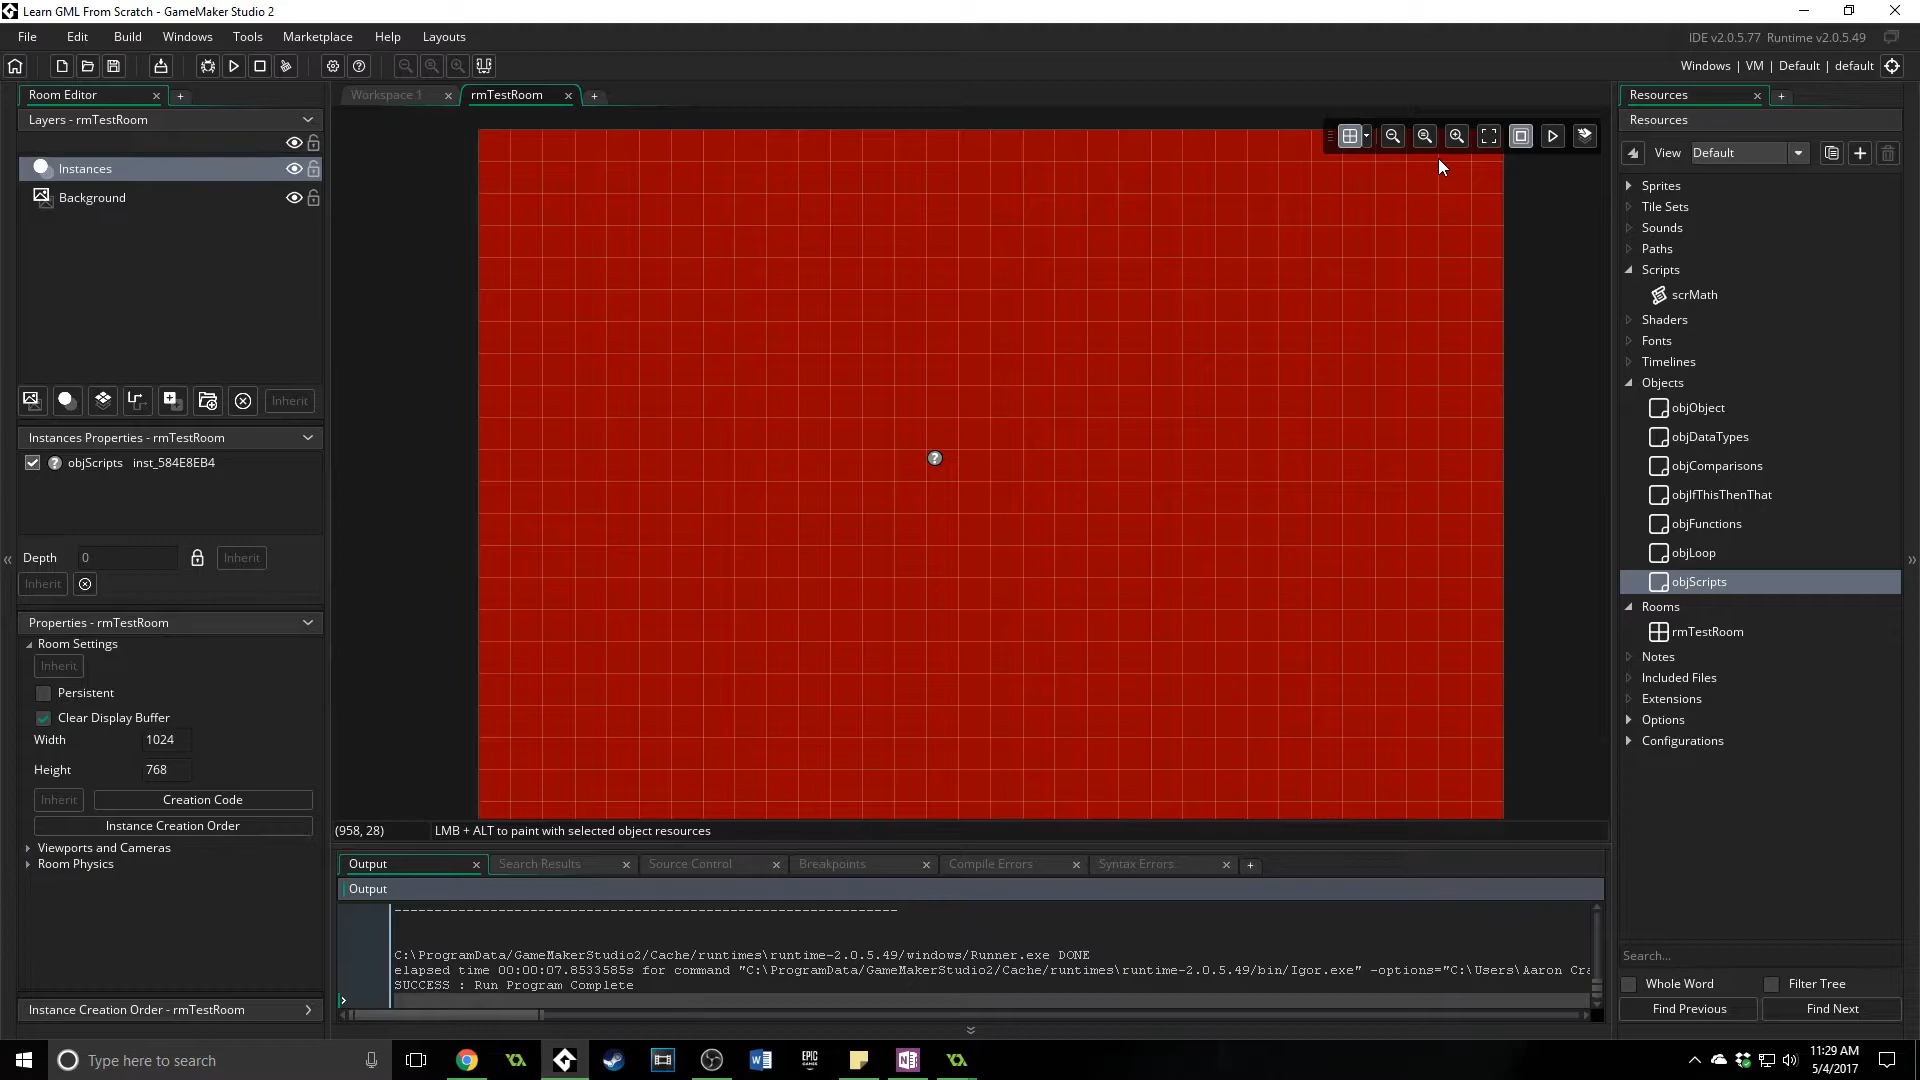 Learn GML From Scratch - GameMaker Studio 2
File Edit Build Windows Tools Marketplace Help Layouts
IDE v2.0.5.77 Runtime v2.0.5.49
Windows | VM | Default | default
Room Editor
Layers - rmTestRoom
Instances
Background
Inherit
Instances Properties - rmTestRoom
objScripts inst_584E8EB4
Depth 0 Inherit
Inherit
Properties - rmTestRoom
Room Settings
Inherit
Persistent
Clear Display Buffer
Width 1024
Height 768
Inherit Creation Code
Instance Creation Order
Viewports and Cameras
Room Physics
Instance Creation Order - rmTestRoom
Workspace 1 rmTestRoom
(958, 28) LMB + ALT to paint with selected object resources
Output Search Results Source Control Breakpoints Compile Errors Syntax Errors
Output
C:\ProgramData/GameMakerStudio2/Cache/runtimes\runtime-2.0.5.49/windows/Runner.exe DONE
elapsed time 00:00:07.8533585s for command "C:\ProgramData/GameMakerStudio2/Cache/runtimes\runtime-2.0.5.49/bin/Igor.exe" -options="C:\Users\Aaron Cra
SUCCESS : Run Program Complete
Resources
Resources
View Default
Sprites
Tile Sets
Sounds
Paths
Scripts
scrMath
Shaders
Fonts
Timelines
Objects
objObject
objDataTypes
objComparisons
objIfThisThenThat
objFunctions
objLoop
objScripts
Rooms
rmTestRoom
Notes
Included Files
Extensions
Options
Configurations
Search...
Whole Word Filter Tree
Find Previous Find Next
Type here to search
EPIC GAMES
11:29 AM
5/4/2017